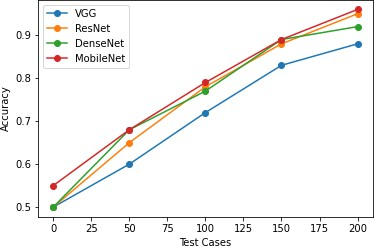 VGG
ResNet
DenseNet
MobileNet
Accuracy
0.9
0.8
0.7
0.6
0.5
0 25 50 75 100 125 150 175 200
Test Cases